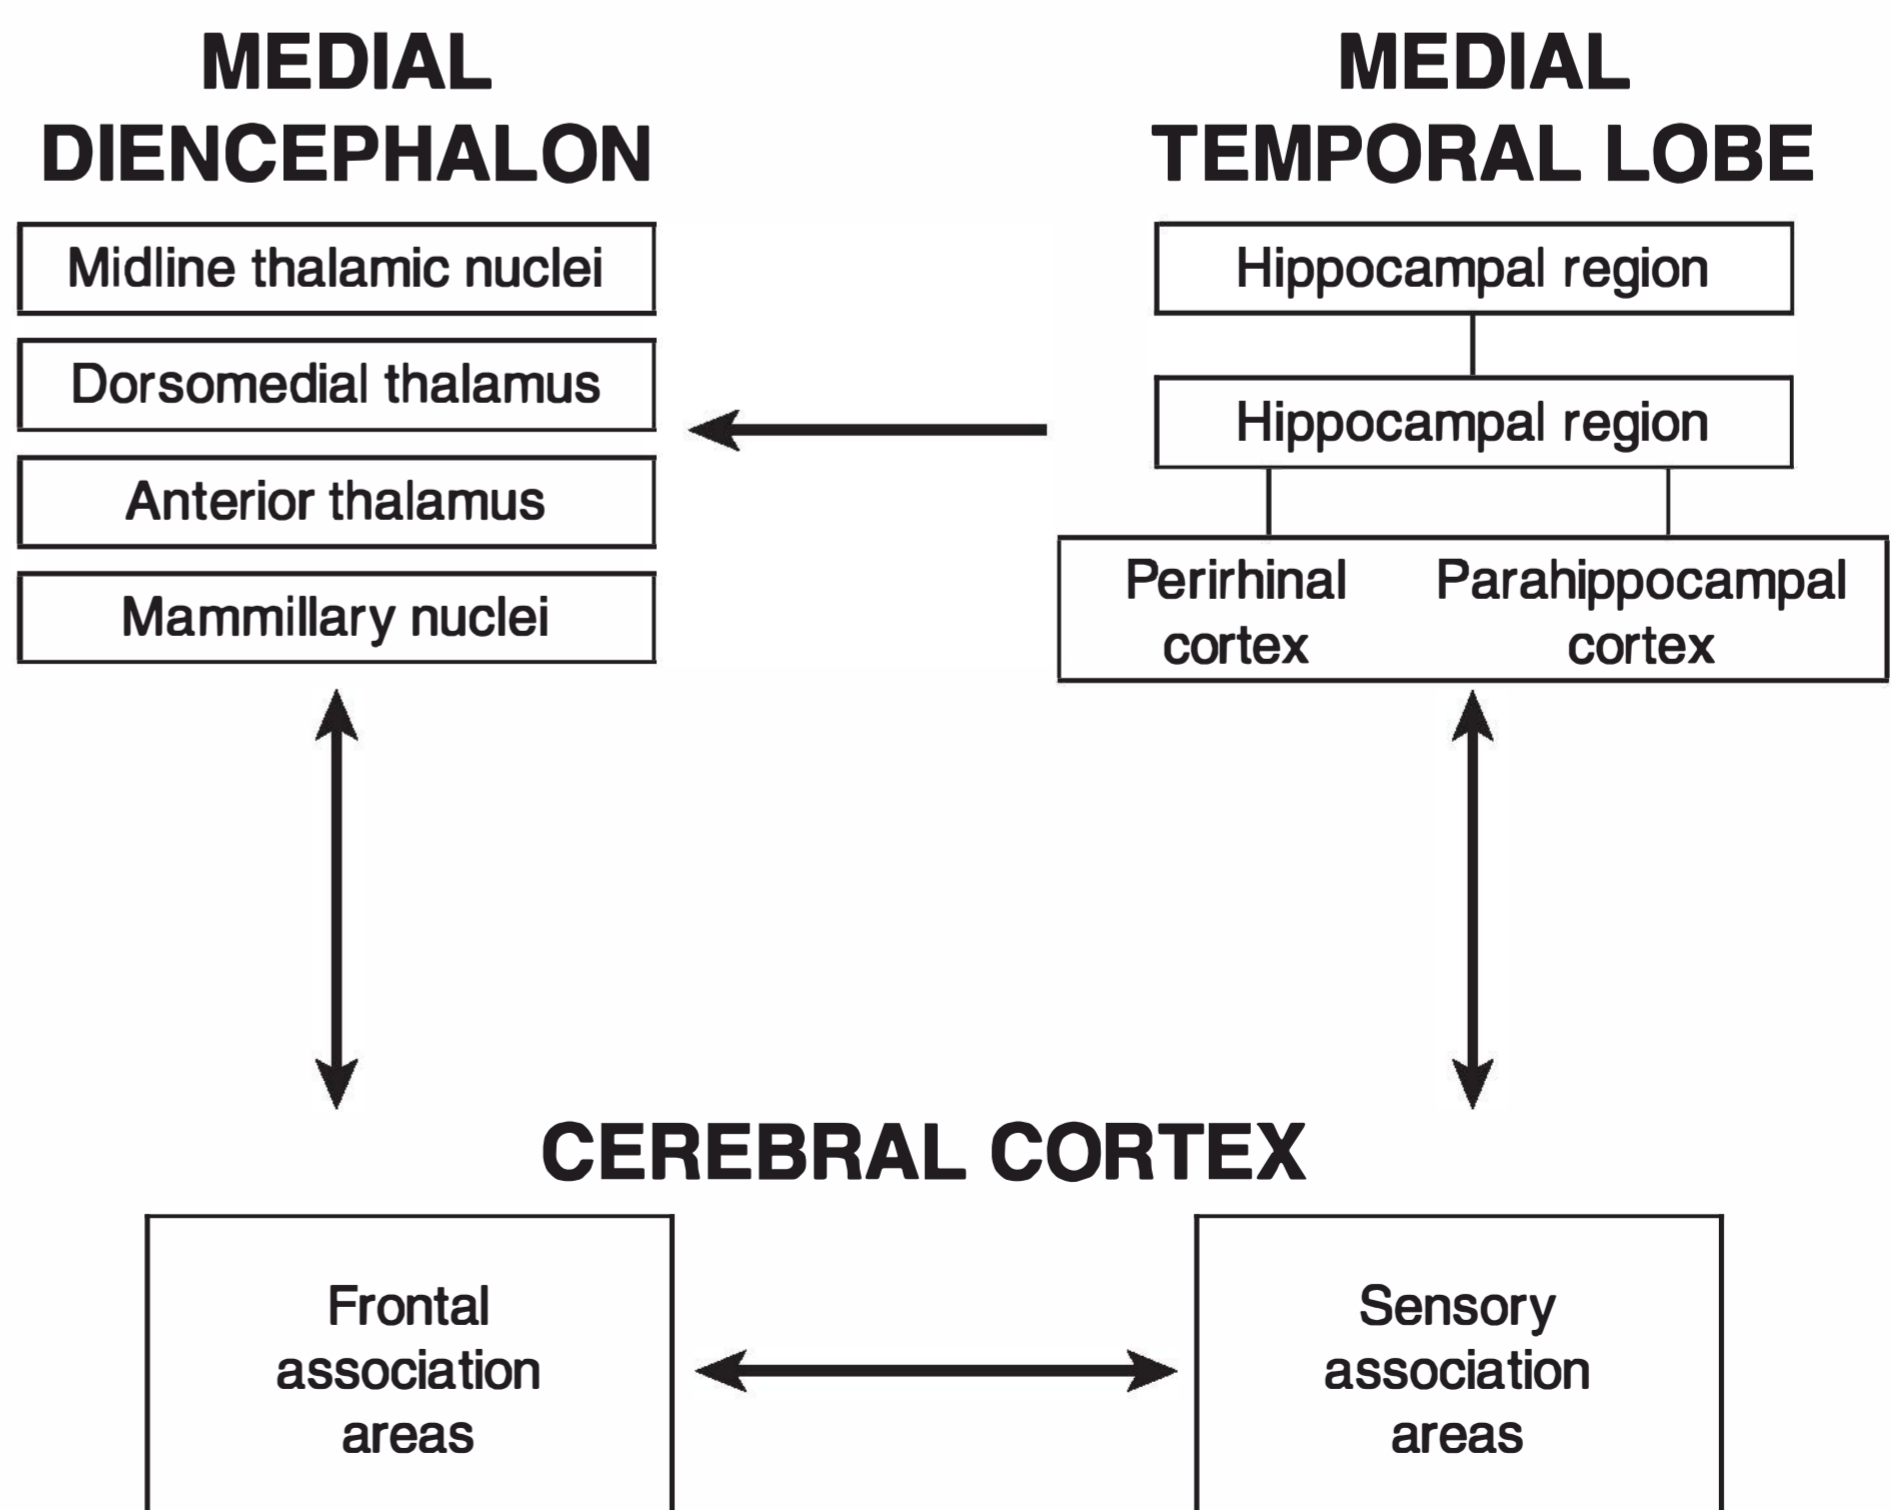 MEDIAL
DIENCEPHALON
Midline thalamic nuclei
Dorsomedial thalamus
Anterior thalamus
Mammillary nuclei
MEDIAL
TEMPORAL LOBE
Hippocampal region
Hippocampal region
Perirhinal
cortex
Parahippocampal
cortex
CEREBRAL CORTEX
Frontal
association
areas
Sensory
association
areas